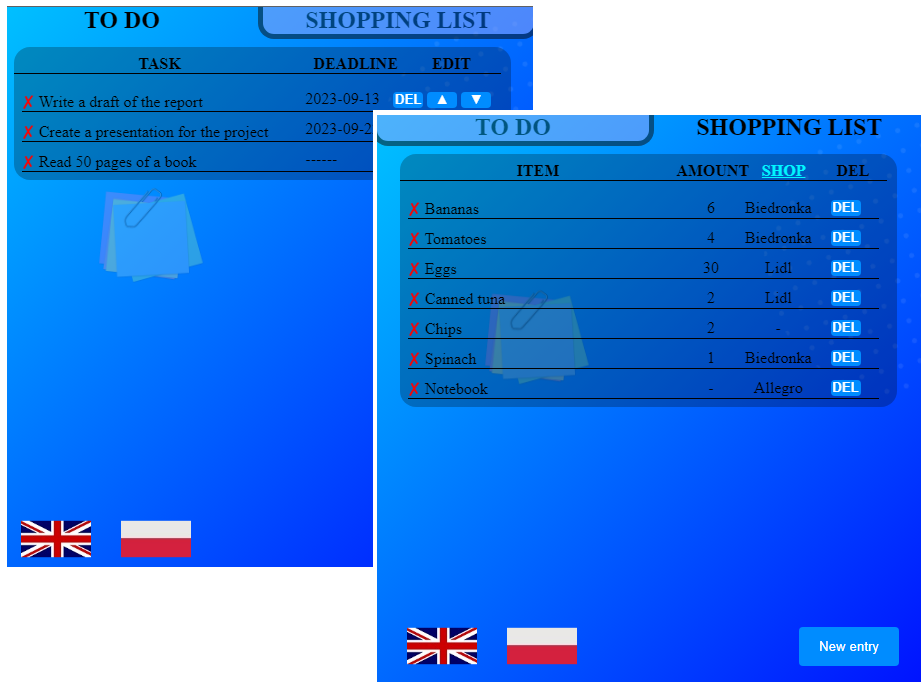 TO DO SHOPPING LIST
TASK DEADLINE EDIT
✗ Write a draft of the report 2023-09-13 DEL ▲ ▼
✗ Create a presentation for the project 2023-09-2
✗ Read 50 pages of a book ------
TO DO SHOPPING LIST
ITEM AMOUNT SHOP DEL
✗ Bananas 6 Biedronka DEL
✗ Tomatoes 4 Biedronka DEL
✗ Eggs 30 Lidl DEL
✗ Canned tuna 2 Lidl DEL
✗ Chips 2 - DEL
✗ Spinach 1 Biedronka DEL
✗ Notebook - Allegro DEL
New entry